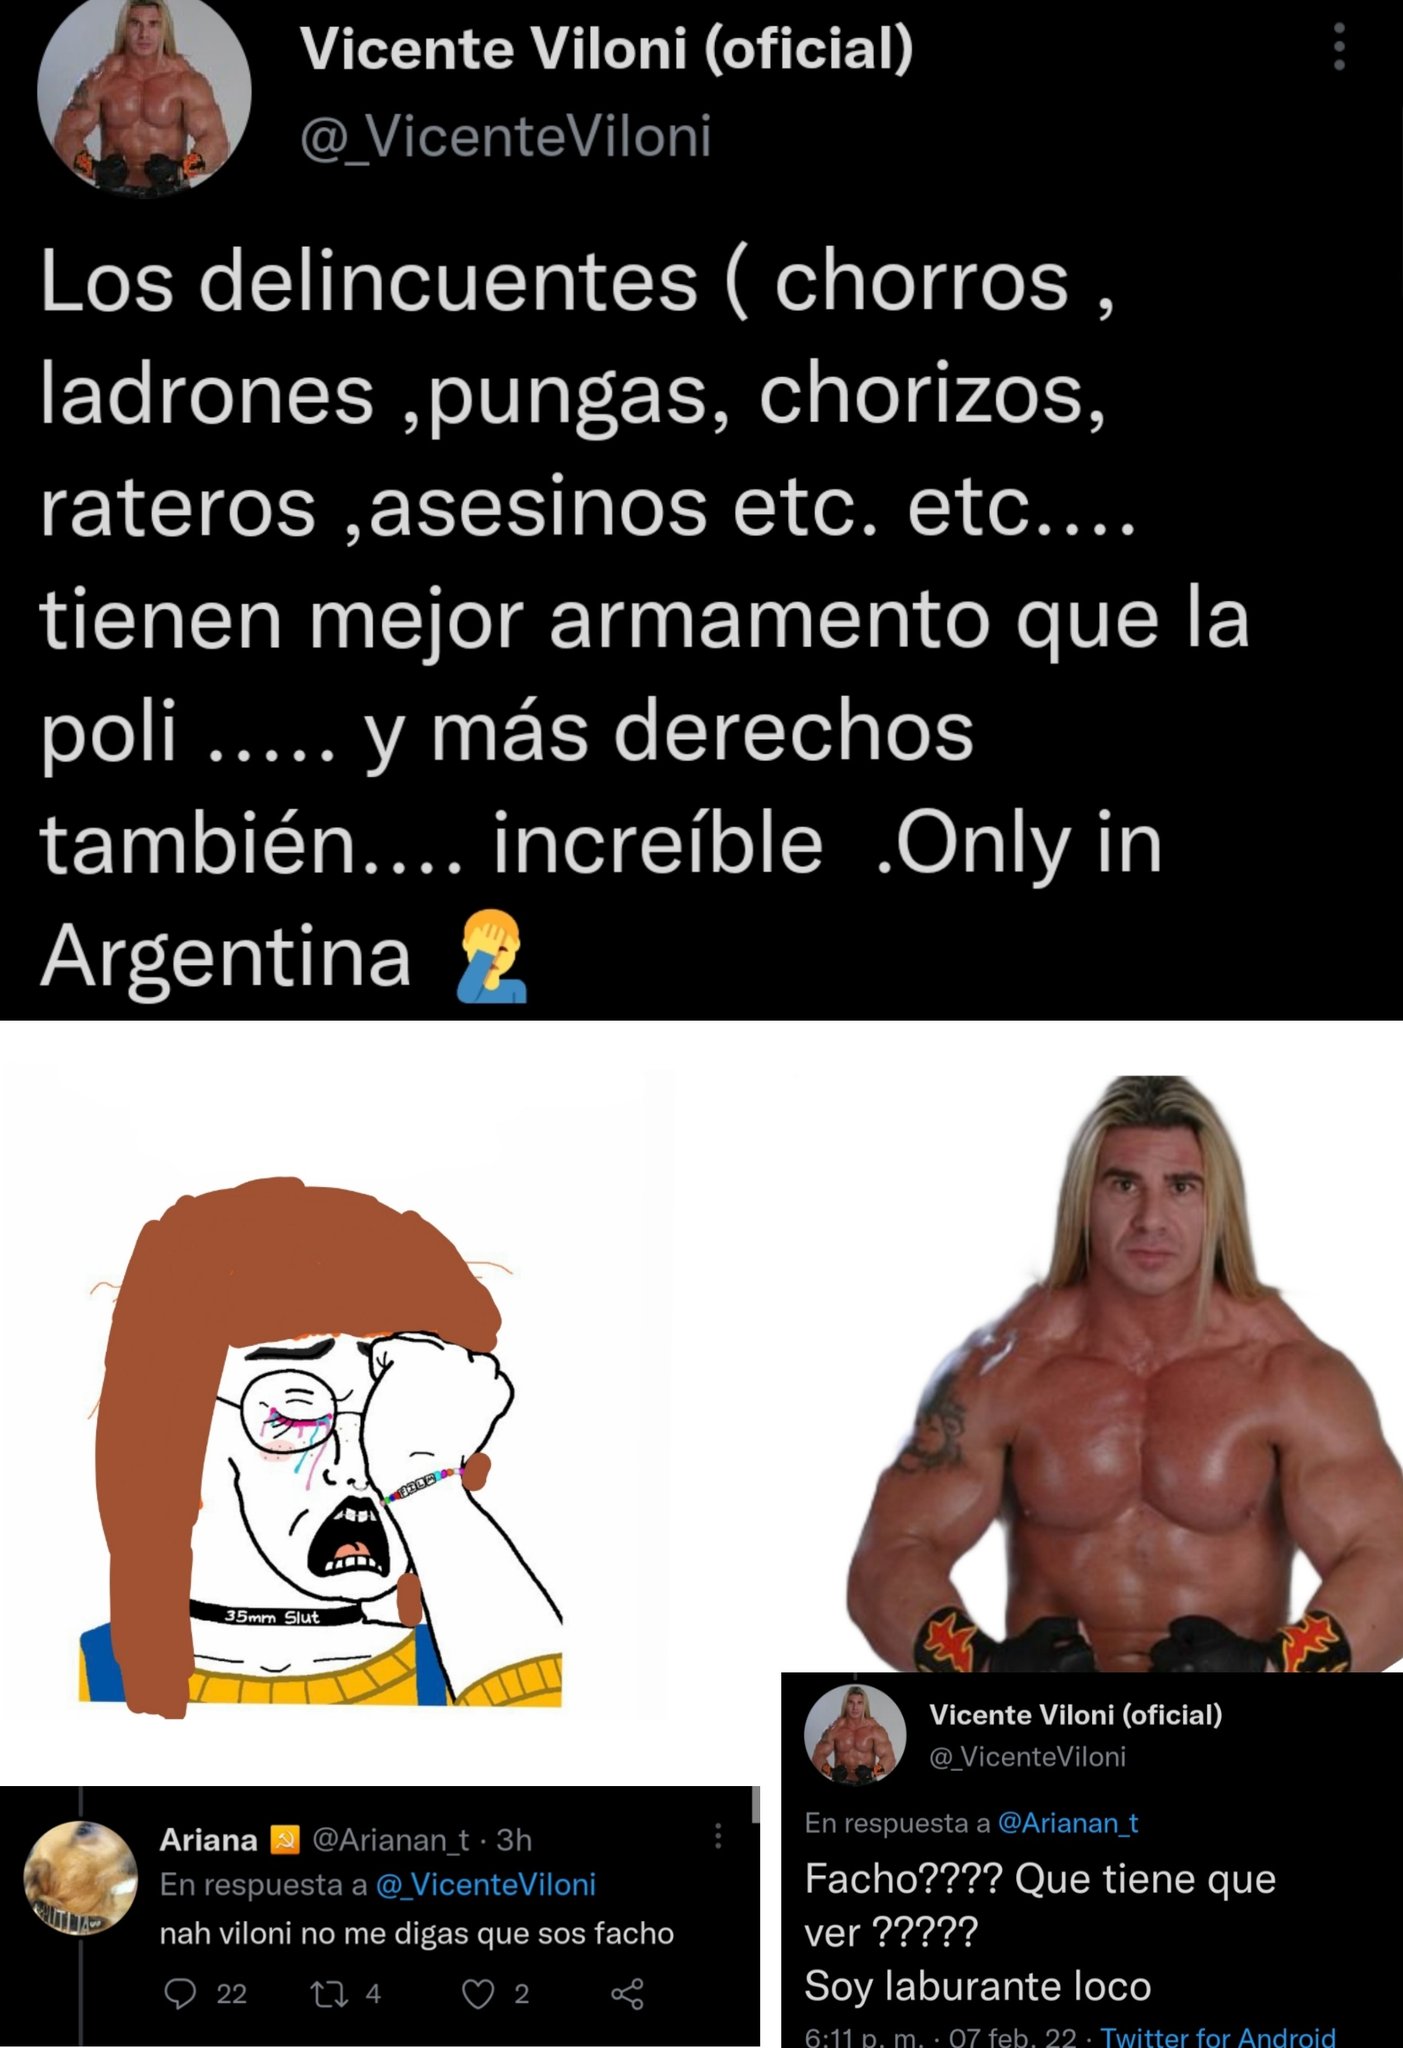 Vicente Viloni (oficial)
@_VicenteViloni
Los delincuentes ( chorros ,
ladrones ,pungas, chorizos,
rateros ,asesinos etc. etc....
tienen mejor armamento que la
poli ..... y más derechos
también.... increíble .Only in
Argentina 🤦‍♂️
FILM
35mm Slut
Ariana ☭ @Arianan_t · 3h
En respuesta a @_VicenteViloni
nah viloni no me digas que sos facho
22 4 2
Vicente Viloni (oficial)
@_VicenteViloni
En respuesta a @Arianan_t
Facho???? Que tiene que
ver ?????
Soy laburante loco
6:11 p. m. · 07 feb. 22 · Twitter for Android